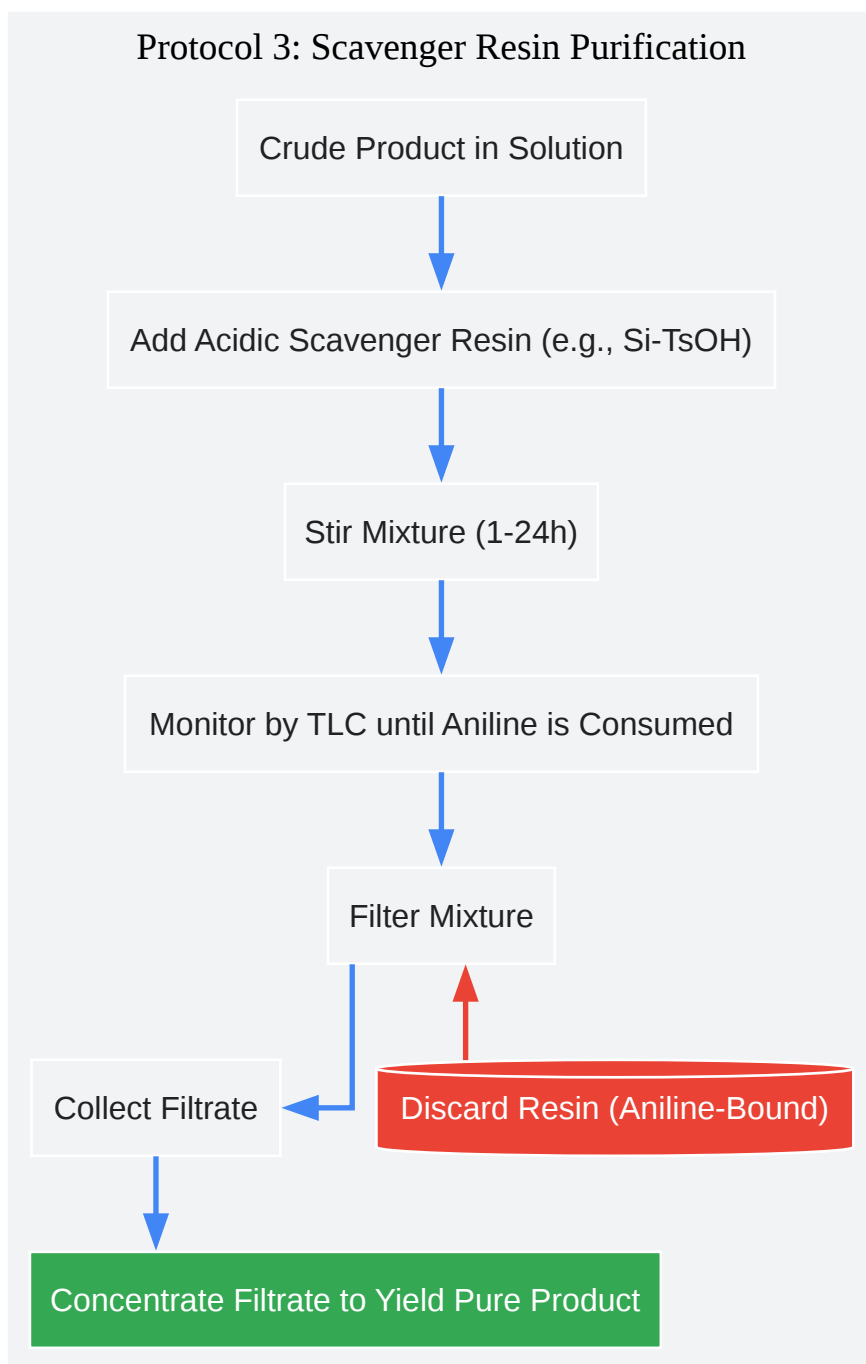 Protocol 3: Scavenger Resin Purification
Crude Product in Solution
Add Acidic Scavenger Resin (e.g., Si-TsOH)
Stir Mixture (1-24h)
Monitor by TLC until Aniline is Consumed
Filter Mixture
Collect Filtrate
Discard Resin (Aniline-Bound)
Concentrate Filtrate to Yield Pure Product